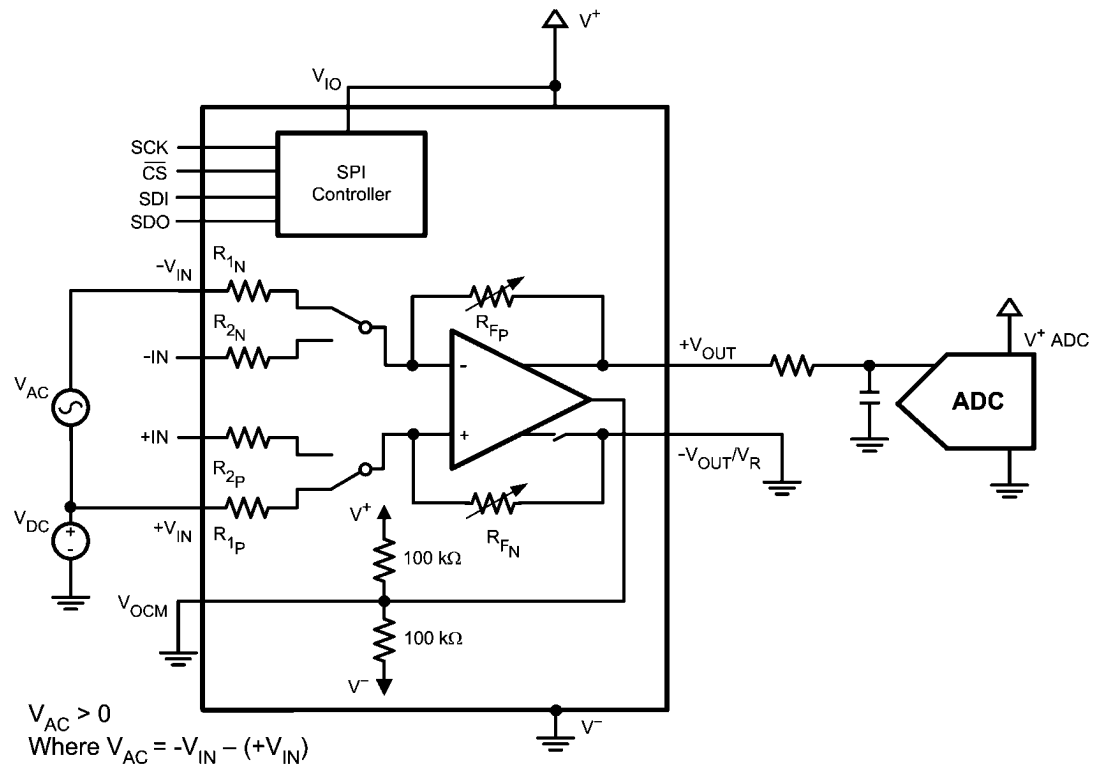 V+
VIO
SCK
CS
SDI
SDO
SPI
Controller
−VIN
R1N
R2N
-IN
RFP
+VOUT
V+ ADC
ADC
VAC
+IN
R2P
-VOUT/VR
VDC
+VIN
R1P
V+
RFN
100 kΩ
VOCM
100 kΩ
V−
V−
VAC > 0
Where VAC = -VIN – (+VIN)
-
+
+
-